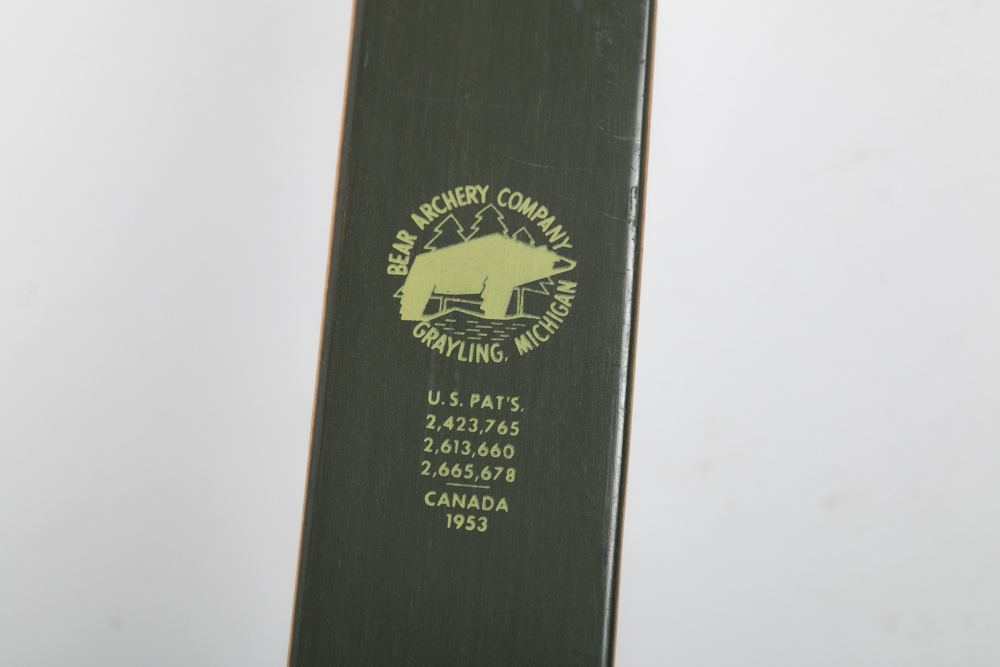 BEAR ARCHERY COMPANY
GRAYLING, MICHIGAN
U.S. PAT'S.
2,423,765
2,613,660
2,665,678
CANADA
1953